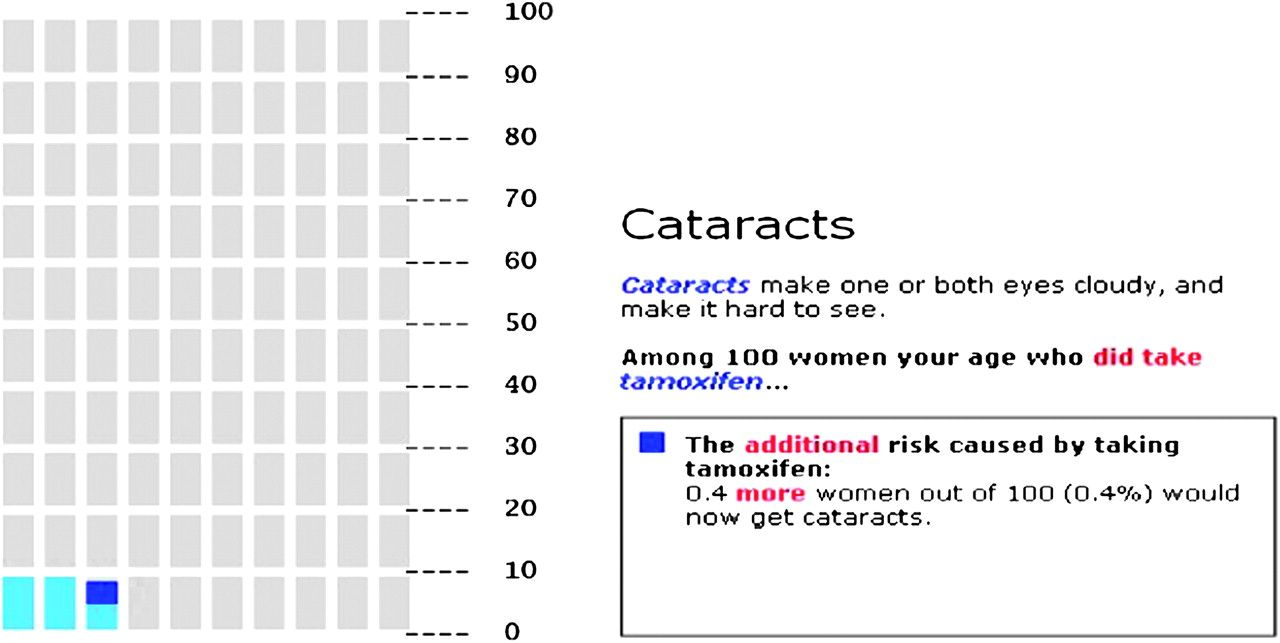 100
90
80
70
60
50
40
30
20
10
0
Cataracts
Cataracts make one or both eyes cloudy, and
make it hard to see.
Among 100 women your age who did take
tamoxifen...
The additional risk caused by taking
tamoxifen:
0.4 more women out of 100 (0.4%) would
now get cataracts.